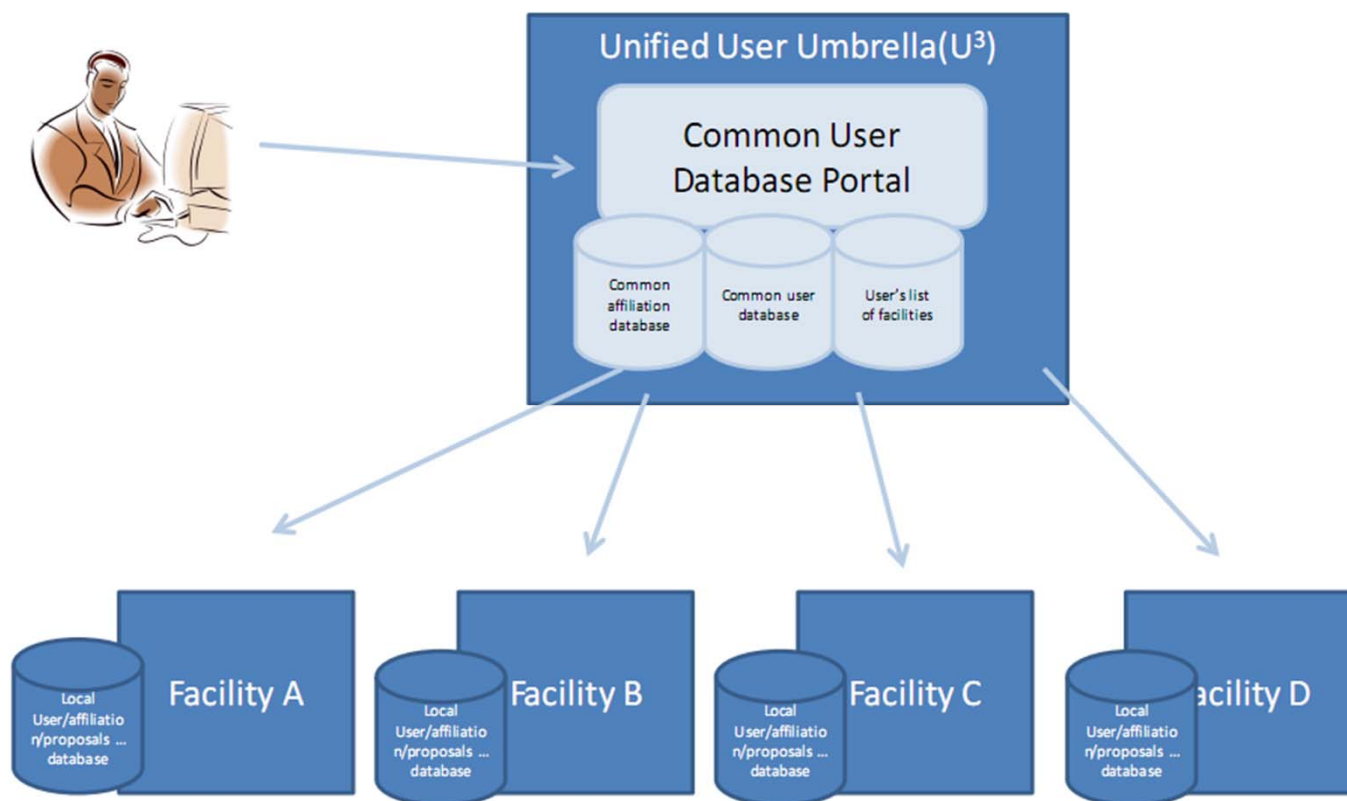 Unified User Umbrella(U³)
Common User
Database Portal
Common
affiliation
database
Common user
database
User's list
of facilities
Facility A
Local
User/affiliatio
n/proposals ...
database
Facility B
Local
User/affiliatio
n/proposals ...
database
Facility C
Local
User/affiliatio
n/proposals ...
database
acility D
Local
User/affiliatio
n/proposals ...
database